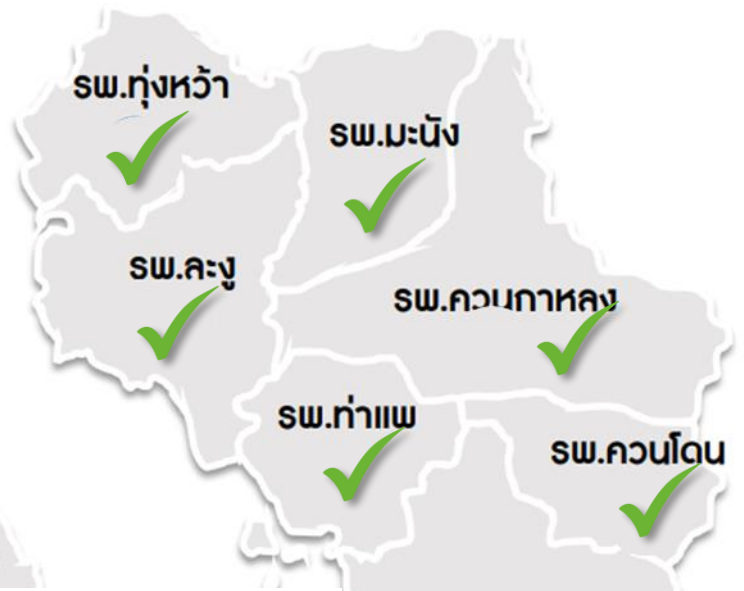 รพ.ทุ่งหว้า
รพ.มะนัง
รพ.ละงู
รพ.ควนกาหลง
รพ.ท่าแพ
รพ.ควนโดน